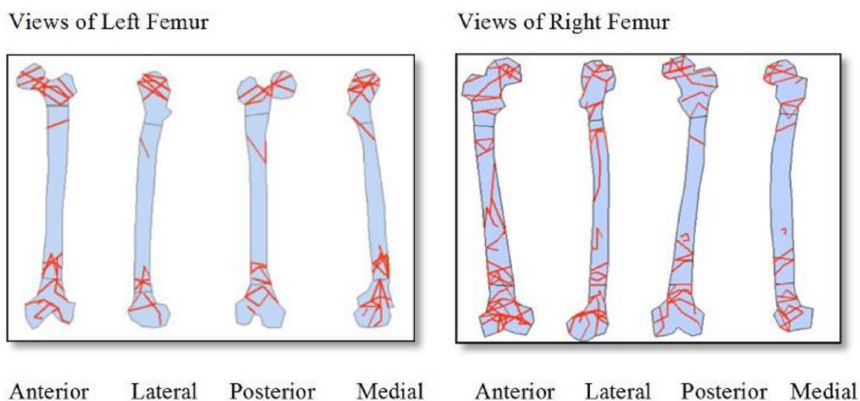 Views of Left Femur
Views of Right Femur
Anterior Lateral Posterior Medial
Anterior Lateral Posterior Medial